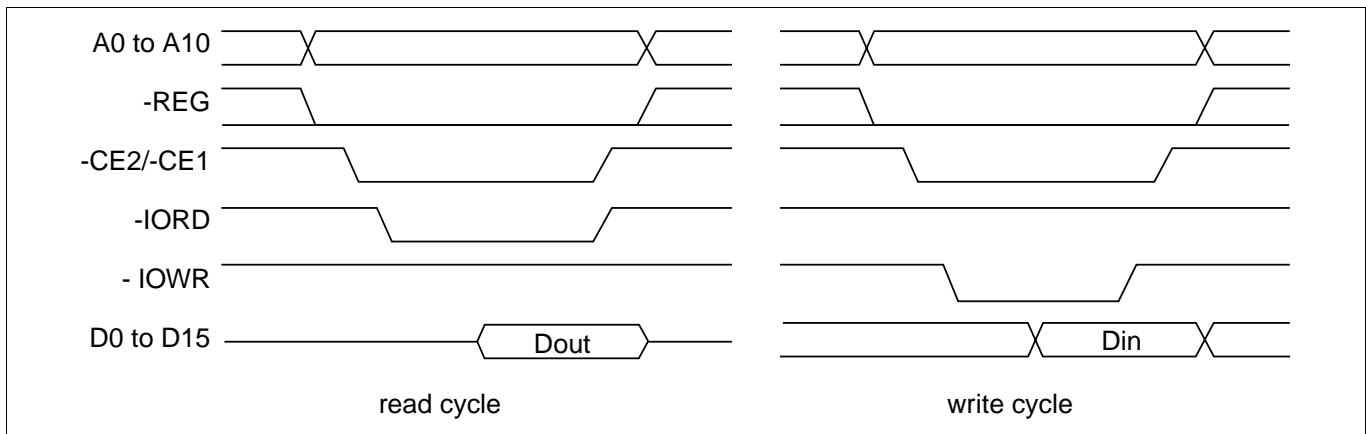 A0 to A10
-REG
-CE2/-CE1
-IORD
- IOWR
D0 to D15 Dout Din
read cycle write cycle